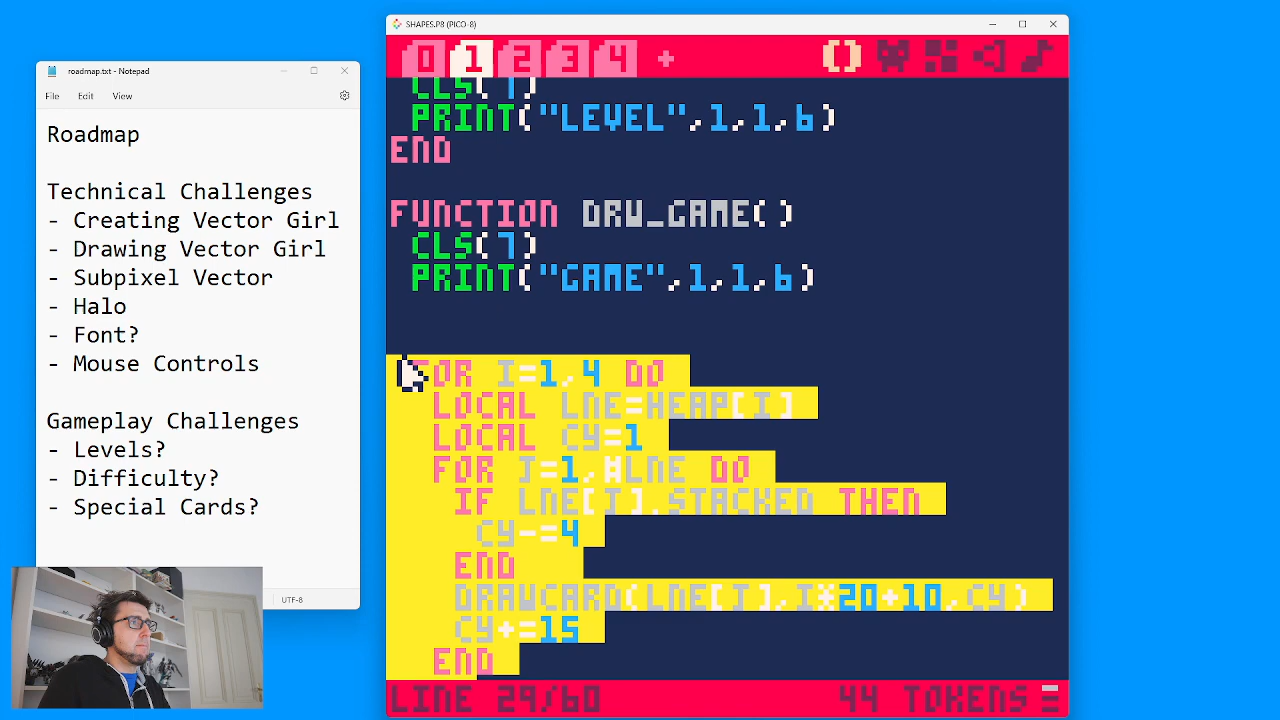 SHAPES.P8 (PICO-8)
0 1 2 3 4 +
roadmap.txt - Notepad
File Edit View
Roadmap
Technical Challenges
- Creating Vector Girl
- Drawing Vector Girl
- Subpixel Vector
- Halo
- Font?
- Mouse Controls
Gameplay Challenges
- Levels?
- Difficulty?
- Special Cards?
UTF-8
CLS(7)
PRINT("LEVEL",1,1,6)
END
FUNCTION DRW_GAME()
CLS(7)
PRINT("GAME",1,1,6)
FOR I=1,4 DO
LOCAL LNE=HEAP[I]
LOCAL CY=1
FOR J=1,#LNE DO
IF LNE[J].STACKED THEN
CY-=4
END
DRAWCARD(LNE[J],I*20+10,CY)
CY+=15
END
LINE 29/60 44 TOKENS